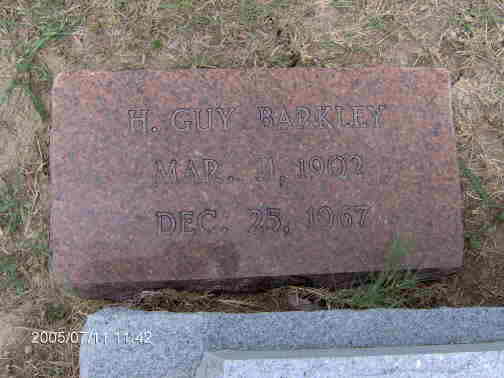 H. GUY BARKLEY
MAR. 11, 1902
DEC. 25, 1967
2005/07/11 11:42